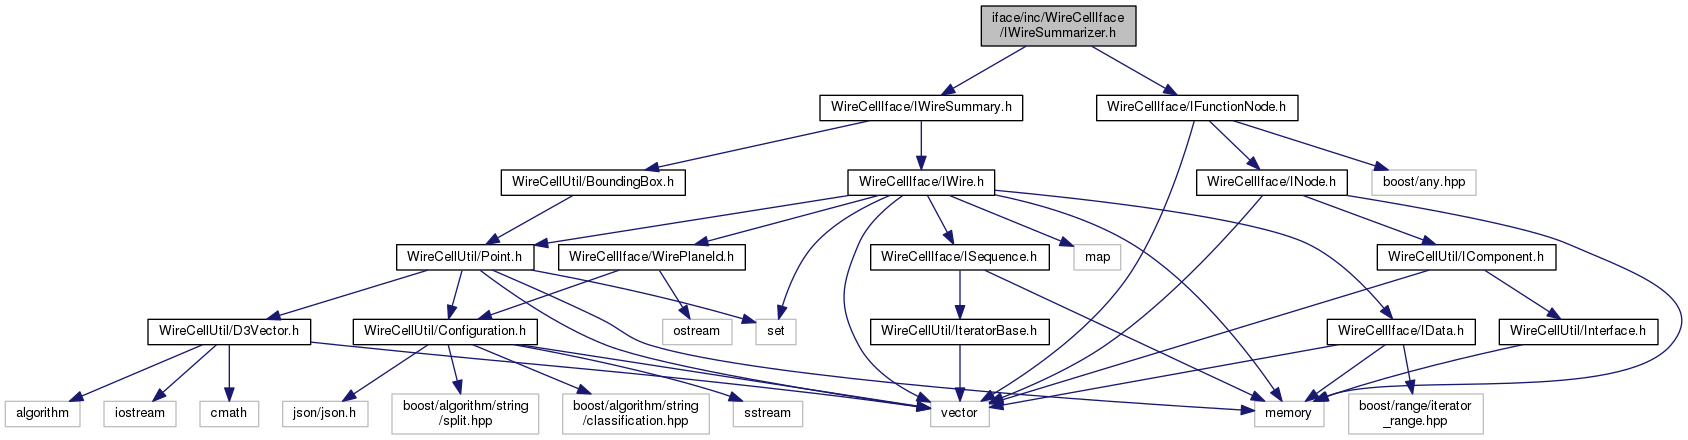 iface/inc/WireCellIface
/IWireSummarizer.h
WireCellIface/IWireSummary.h
WireCellIface/IFunctionNode.h
WireCellUtil/BoundingBox.h
WireCellIface/IWire.h
WireCellIface/INode.h
boost/any.hpp
WireCellUtil/Point.h
WireCellIface/WirePlaneId.h
WireCellIface/ISequence.h
map
WireCellUtil/IComponent.h
WireCellUtil/D3Vector.h
WireCellUtil/Configuration.h
ostream
set
WireCellUtil/IteratorBase.h
WireCellIface/IData.h
WireCellUtil/Interface.h
algorithm
iostream
cmath
json/json.h
boost/algorithm/string
/split.hpp
boost/algorithm/string
/classification.hpp
sstream
vector
memory
boost/range/iterator
_range.hpp